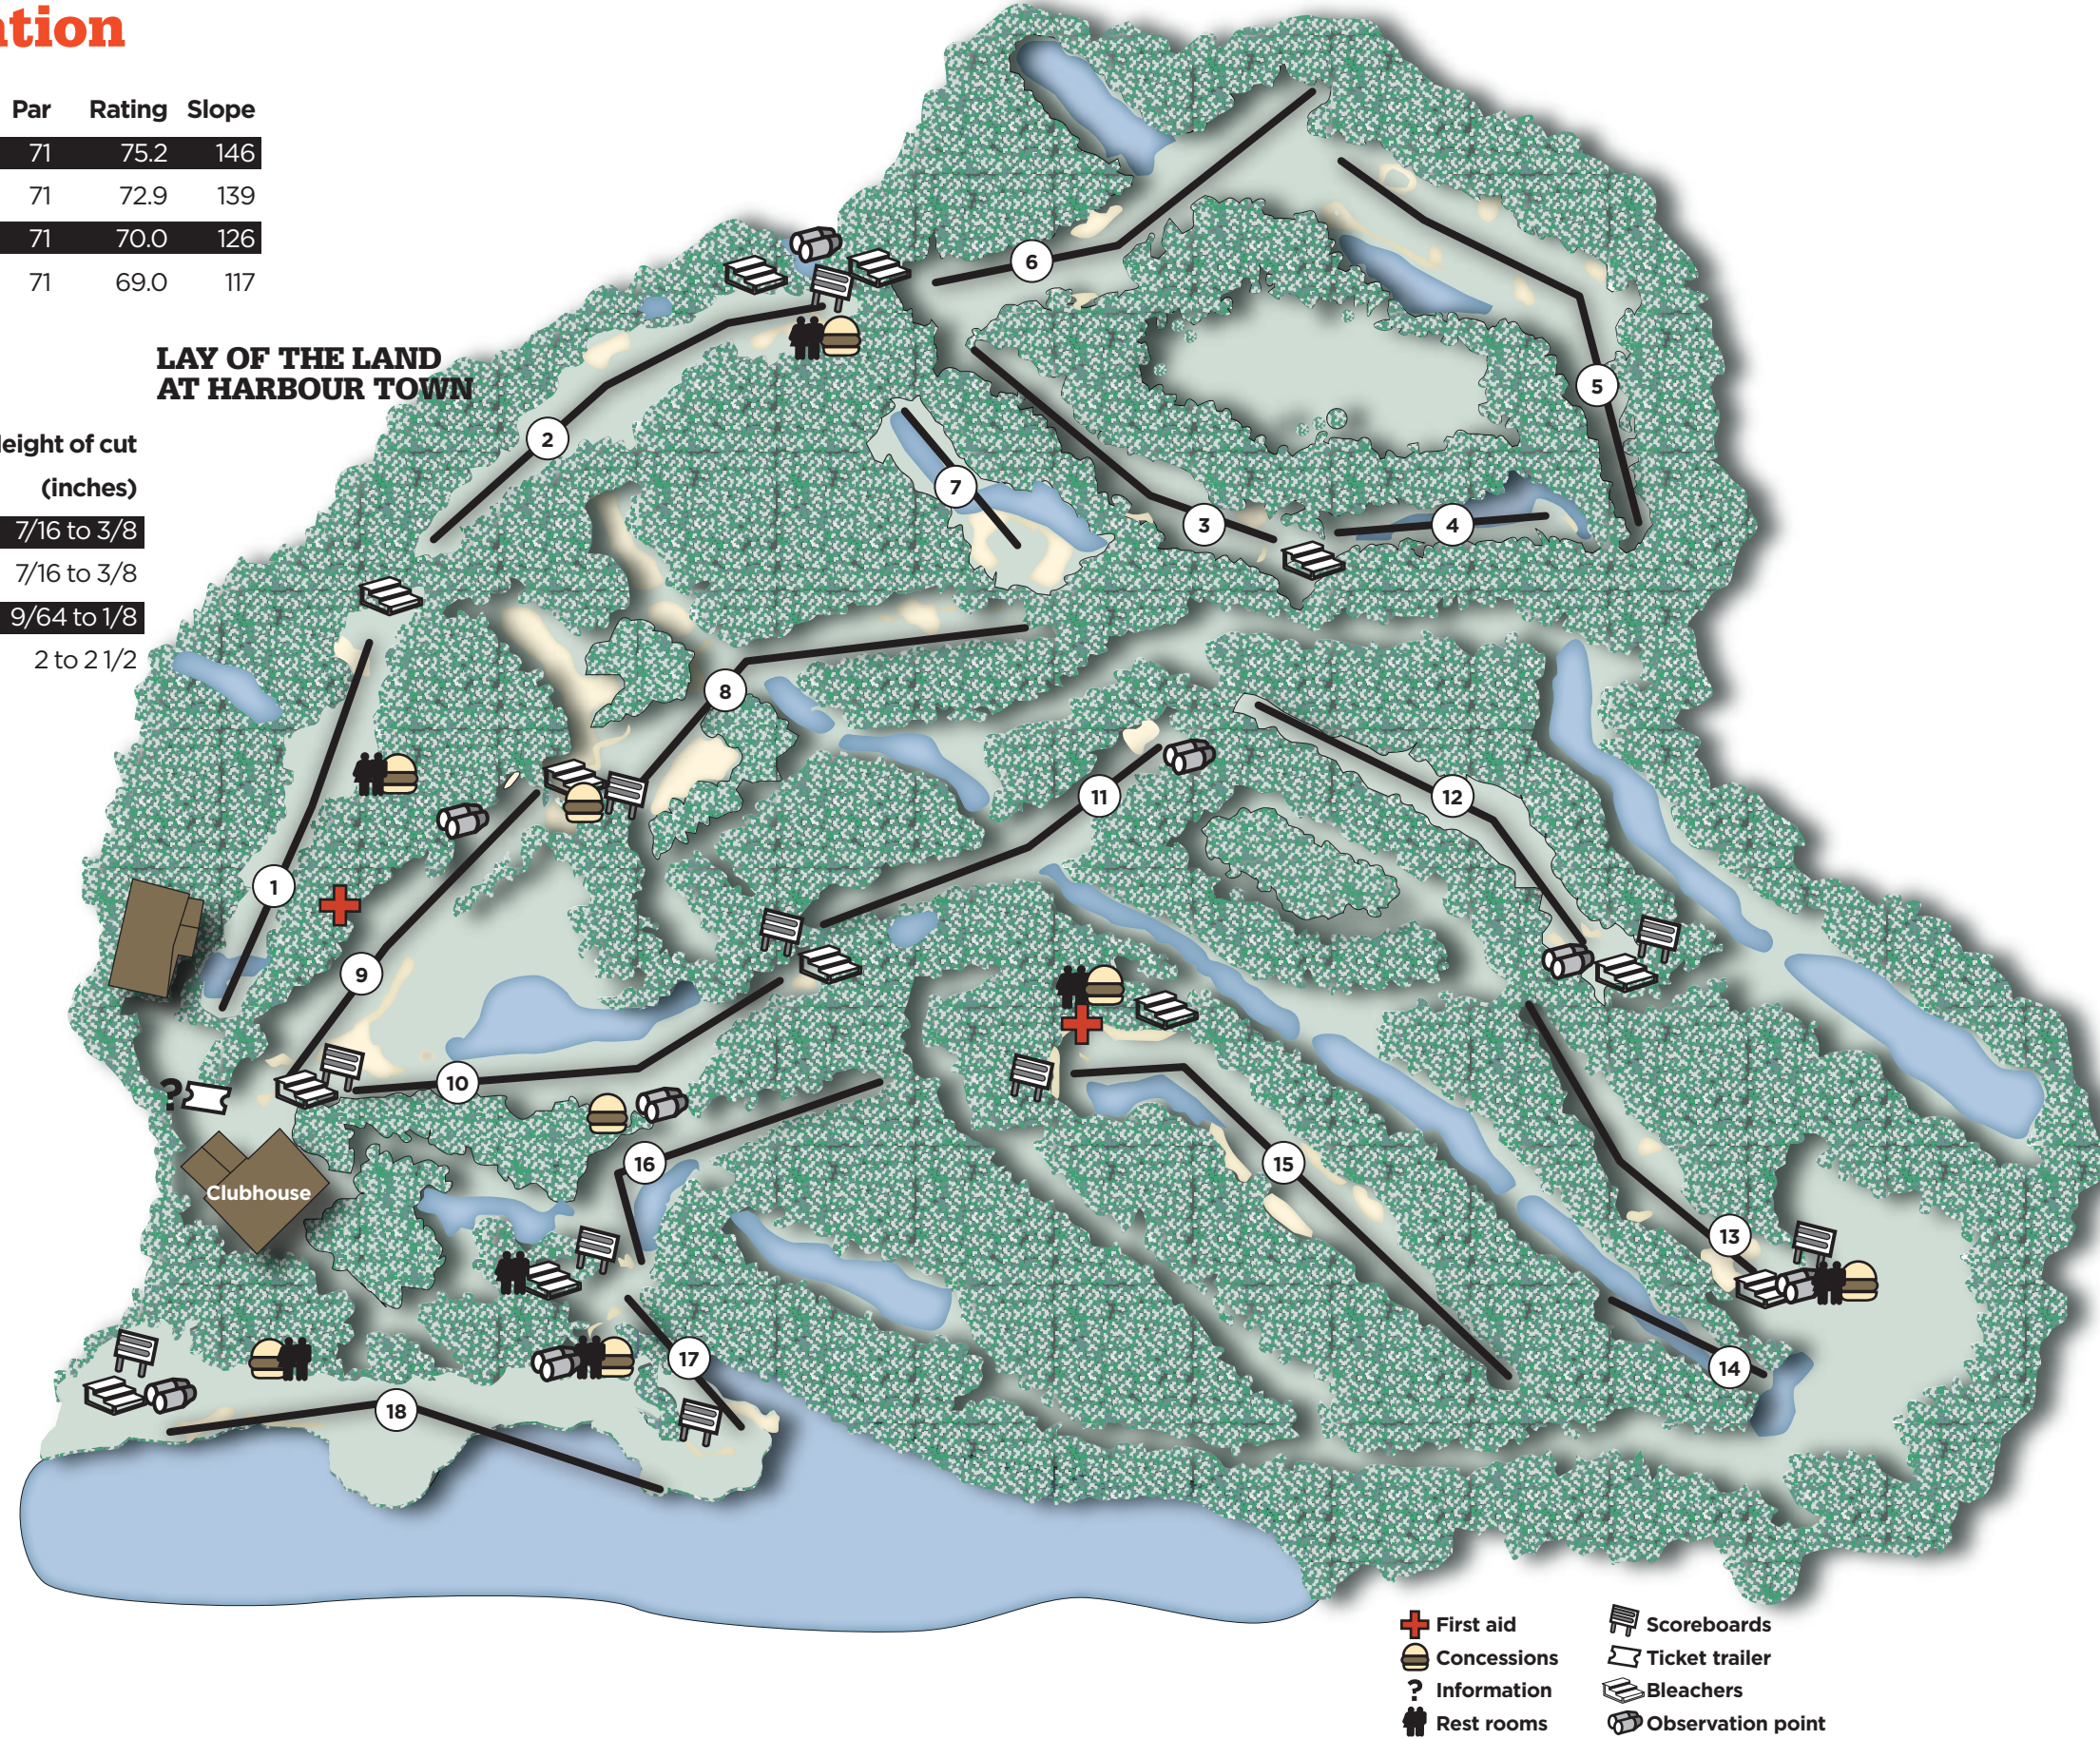 ation
Par Rating Slope
71 75.2 146
71 72.9 139
71 70.0 126
71 69.0 117
LAY OF THE LAND
AT HARBOUR TOWN
eight of cut
(inches)
7/16 to 3/8
7/16 to 3/8
9/64 to 1/8
2 to 2 1/2
6
5
2
7
3
4
8
11
12
1
9
10
?
16
15
Clubhouse
13
17
14
18
First aid
Scoreboards
Concessions
Ticket trailer
? Information
Bleachers
Rest rooms
Observation point